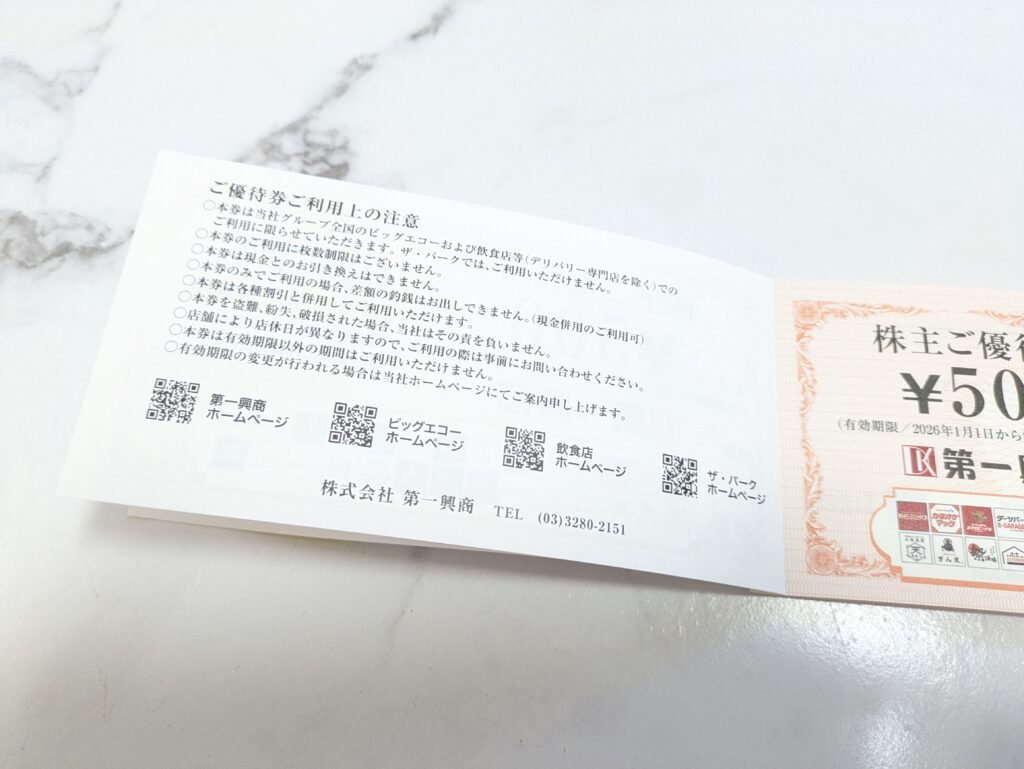 ご優待券ご利用上の注意
○本券は当社グループ全国のビッグエコーおよび飲食店等(デリバリー専門店を除く)での
ご利用に限らせていただきます。ザ・パークでは、ご利用いただけません。
○本券のご利用に枚数制限はございません。
○本券は現金とのお引き換えはできません。
○本券のみでご利用の場合、差額の釣銭はお出しできません。(現金併用のご利用可)
○本券は各種割引と併用してご利用いただけます。
○本券を盗難、紛失、破損された場合、当社はその責を負いません。
○店舗により店休日が異なりますので、ご利用の際は事前にお問い合わせください。
○本券は有効期限以外の期間はご利用いただけません。
○有効期限の変更が行われる場合は当社ホームページにてご案内申し上げます。
第一興商
ホームページ
ビッグエコー
ホームページ
飲食店
ホームページ
ザ・パーク
ホームページ
株式会社 第一興商 TEL (03)3280-2151
株主ご優待
¥50
(有効期限/2026年1月1日から
DK 第一興
カラオケ
マック
ダーツバー
ぎん天